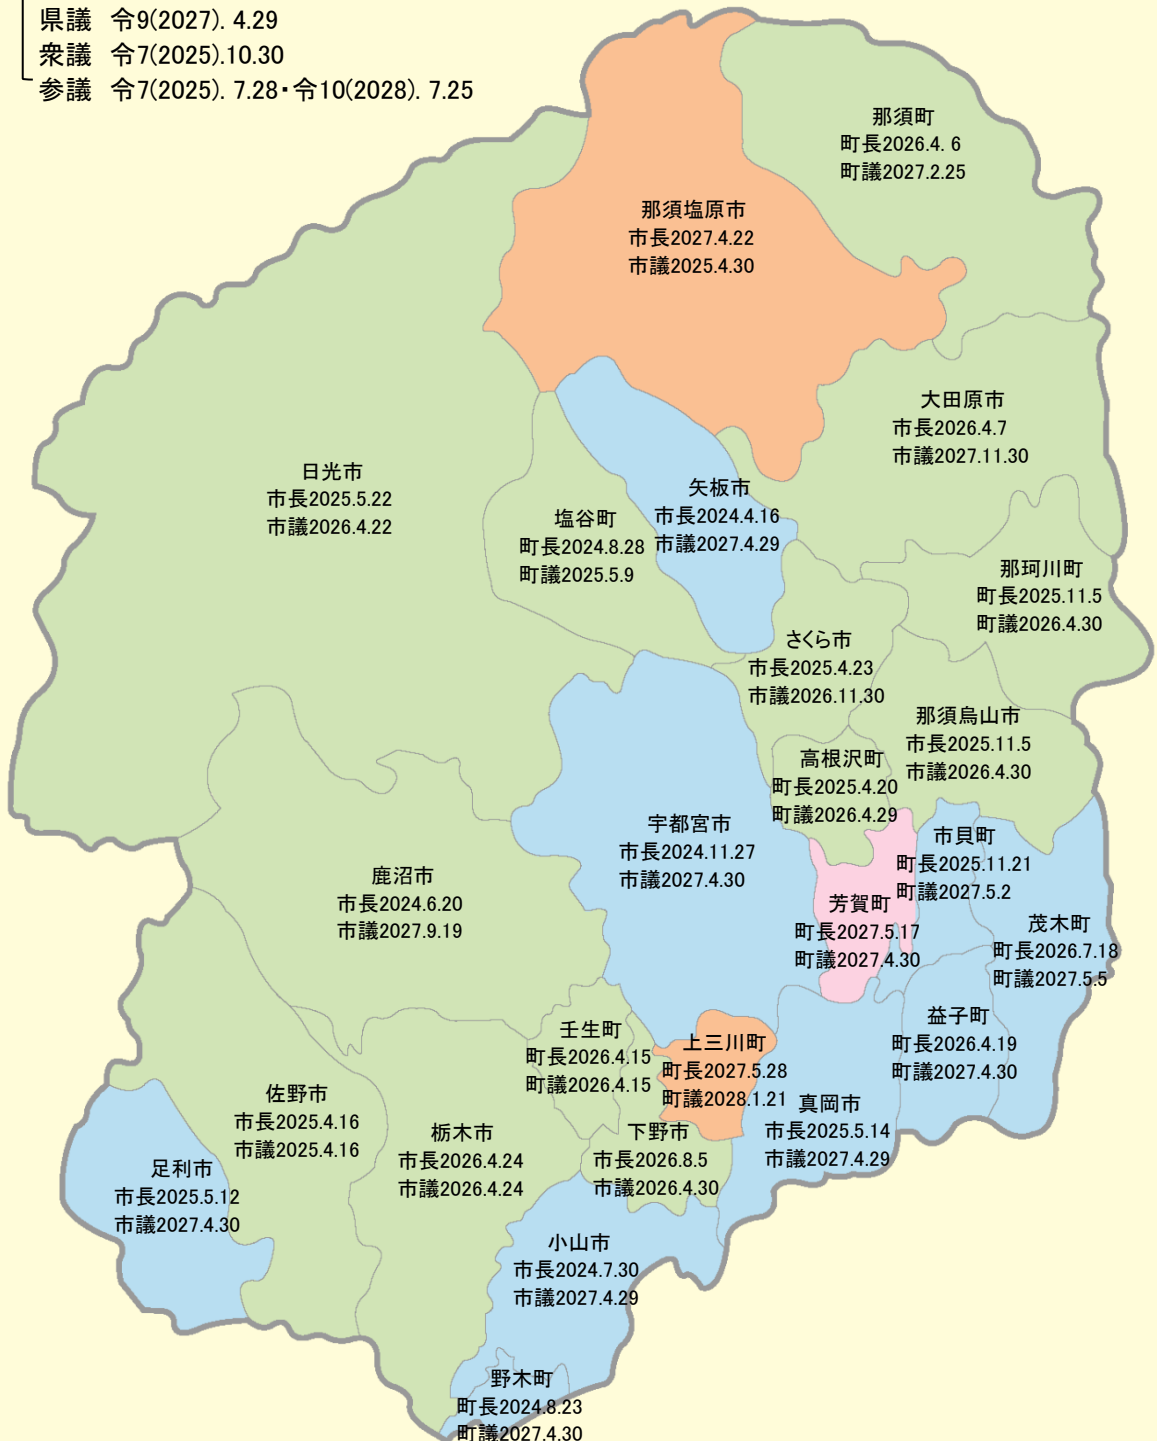 県議 令9(2027). 4.29
衆議 令7(2025).10.30
参議 令7(2025). 7.28・令10(2028). 7.25
那須町
町長2026.4. 6
町議2027.2.25
那須塩原市
市長2027.4.22
市議2025.4.30
大田原市
市長2026.4.7
市議2027.11.30
日光市
市長2025.5.22
市議2026.4.22
矢板市
市長2024.4.16
市議2027.4.29
塩谷町
町長2024.8.28
町議2025.5.9
那珂川町
町長2025.11.5
町議2026.4.30
さくら市
市長2025.4.23
市議2026.11.30
那須烏山市
市長2025.11.5
市議2026.4.30
高根沢町
町長2025.4.20
町議2026.4.29
宇都宮市
市長2024.11.27
市議2027.4.30
市貝町
町長2025.11.21
町議2027.5.2
鹿沼市
市長2024.6.20
市議2027.9.19
芳賀町
町長2027.5.17
町議2027.4.30
茂木町
町長2026.7.18
町議2027.5.5
益子町
町長2026.4.19
町議2027.4.30
壬生町
町長2026.4.15
町議2026.4.15
上三川町
町長2027.5.28
町議2028.1.21
佐野市
市長2025.4.16
市議2025.4.16
真岡市
市長2025.5.14
市議2027.4.29
栃木市
市長2026.4.24
市議2026.4.24
下野市
市長2026.8.5
市議2026.4.30
足利市
市長2025.5.12
市議2027.4.30
小山市
市長2024.7.30
市議2027.4.29
野木町
町長2024.8.23
町議2027.4.30